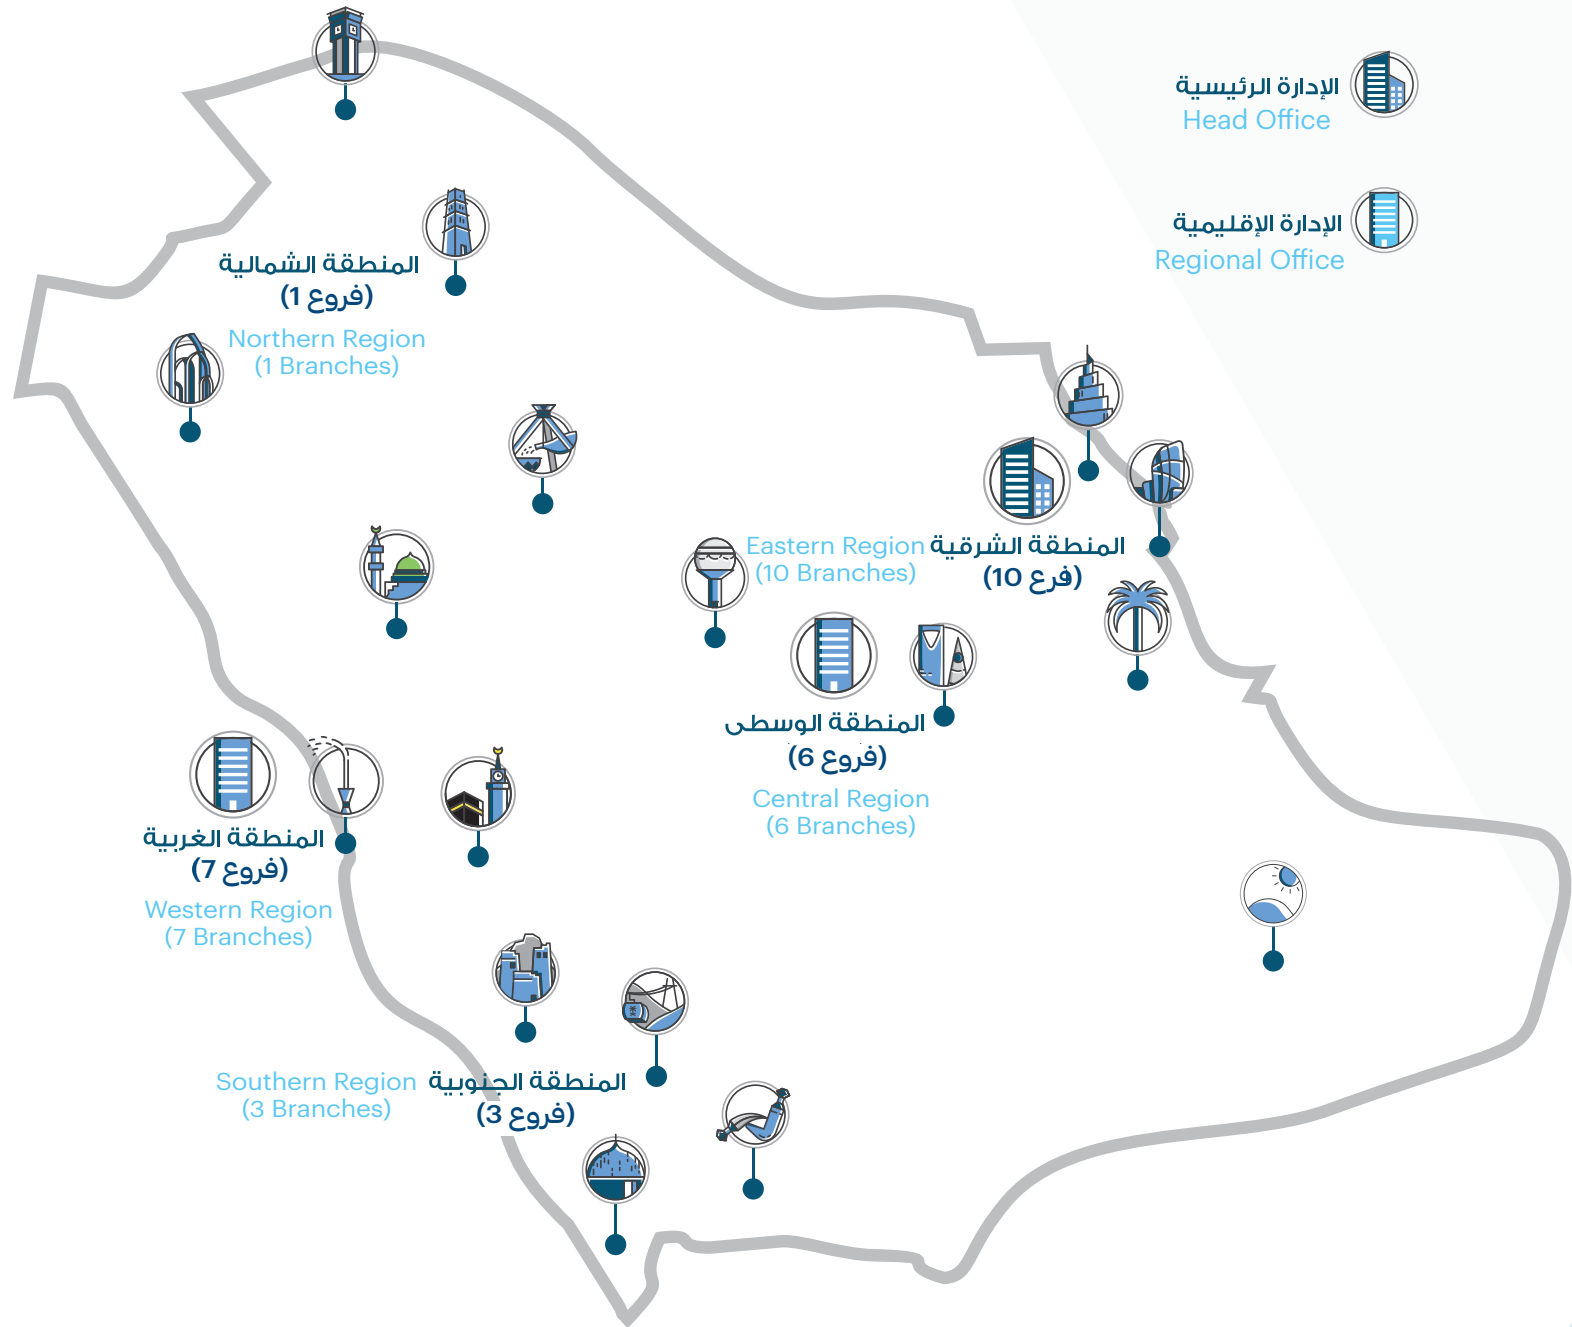 الإدارة الرئيسية
Head Office
الإدارة الإقليمية
Regional Office
المنطقة الشمالية
(1 فروع)
Northern Region
(1 Branches)
المنطقة الشرقية
(10 فرع)
Eastern Region
(10 Branches)
المنطقة الوسطى
(6 فروع)
Central Region
(6 Branches)
المنطقة الغربية
(7 فروع)
Western Region
(7 Branches)
المنطقة الجنوبية
(3 فروع)
Southern Region
(3 Branches)